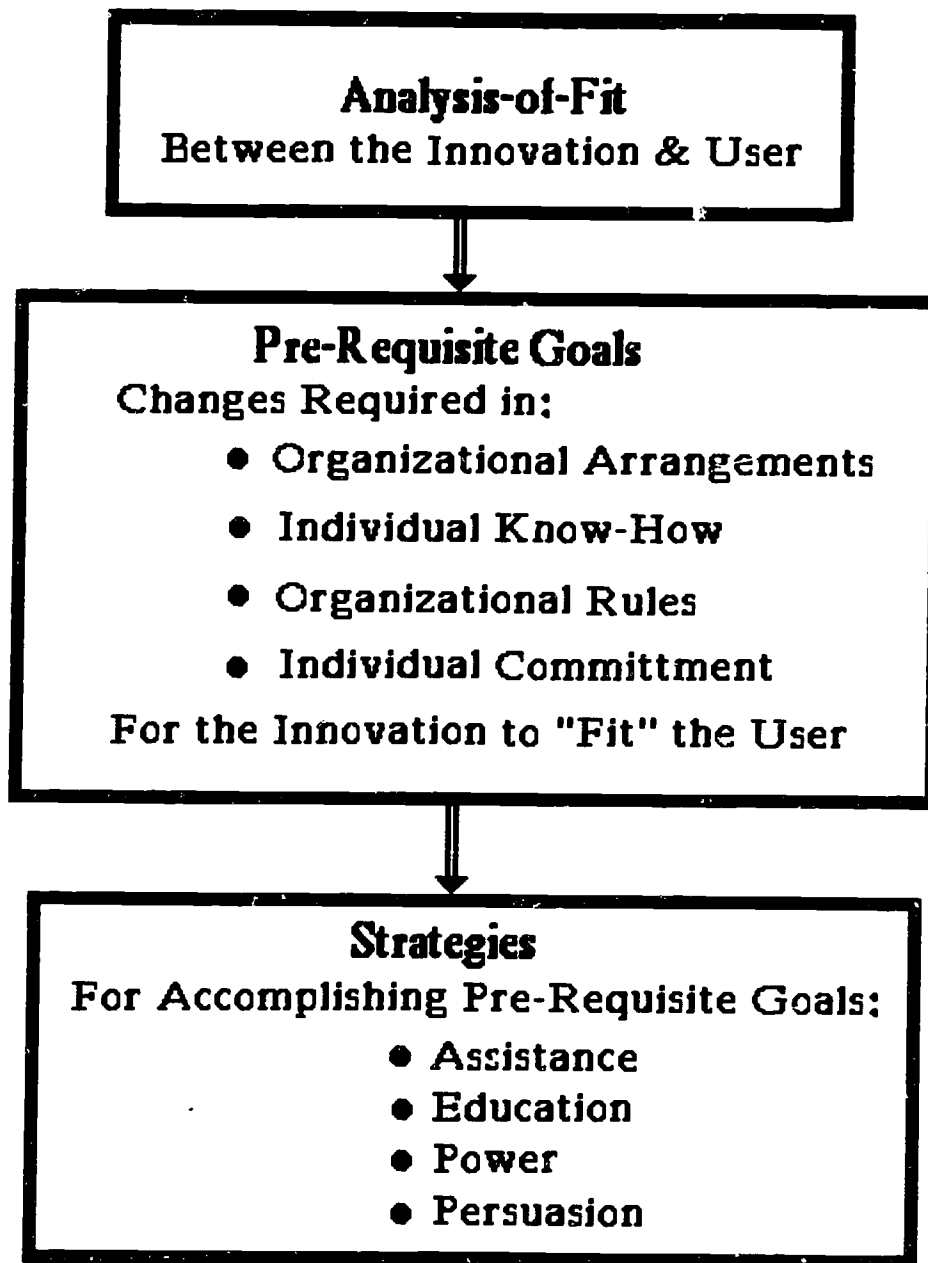 Analysis-of-Fit
Between the Innovation & User
Pre-Requisite Goals
Changes Required in:
● Organizational Arrangements
● Individual Know-How
● Organizational Rules
● Individual Committment
For the Innovation to "Fit" the User
Strategies
For Accomplishing Pre-Requisite Goals:
● Assistance
● Education
● Power
● Persuasion